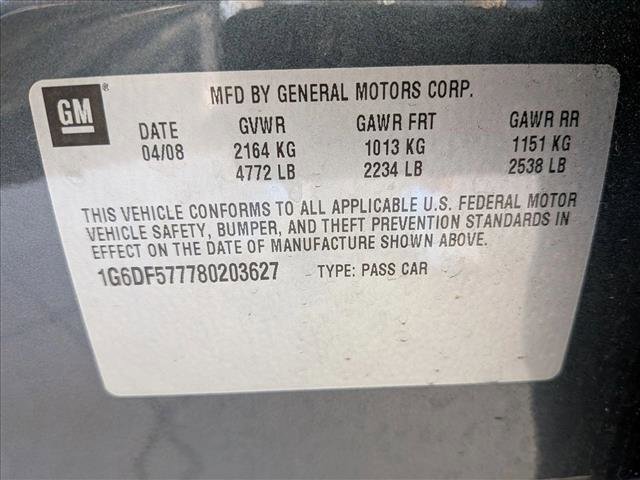 GM ®
MFD BY GENERAL MOTORS CORP.
DATE GVWR GAWR FRT GAWR RR
04/08 2164 KG 1013 KG 1151 KG
4772 LB 2234 LB 2538 LB
THIS VEHICLE CONFORMS TO ALL APPLICABLE U.S. FEDERAL MOTOR
VEHICLE SAFETY, BUMPER, AND THEFT PREVENTION STANDARDS IN
EFFECT ON THE DATE OF MANUFACTURE SHOWN ABOVE.
1G6DF577780203627 TYPE: PASS CAR